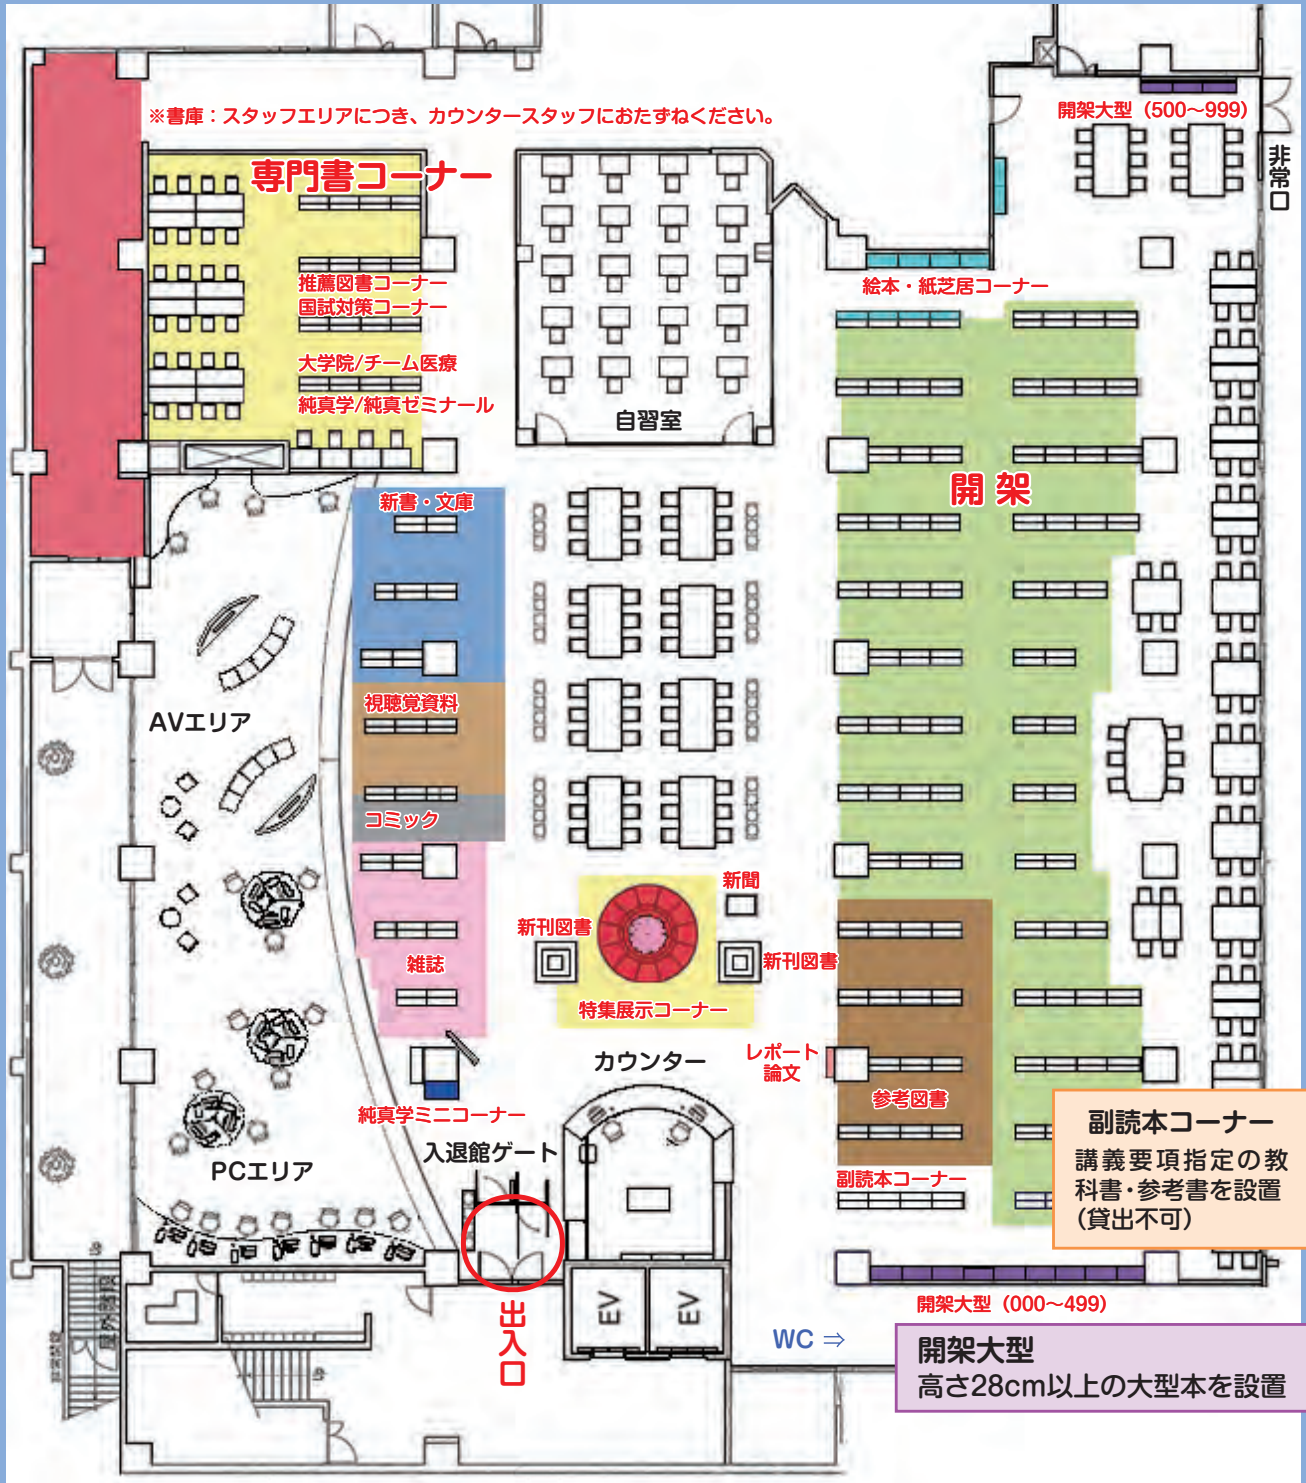 ※書庫：スタッフエリアにつき、カウンタースタッフにおたずねください。
開架大型（500〜999）
非常口
専門書コーナー
推薦図書コーナー
国試対策コーナー
大学院/チーム医療
純真学/純真ゼミナール
自習室
絵本・紙芝居コーナー
開架
新書・文庫
視聴覚資料
AVエリア
コミック
新聞
新刊図書
新刊図書
雑誌
特集展示コーナー
カウンター
レポート
論文
参考図書
純真学ミニコーナー
入退館ゲート
PCエリア
副読本コーナー
副読本コーナー
講義要項指定の教
科書・参考書を設置
（貸出不可）
出入口
EV
EV
屋外階段
Up
Up
開架大型（000〜499）
WC ⇒
開架大型
高さ28cm以上の大型本を設置